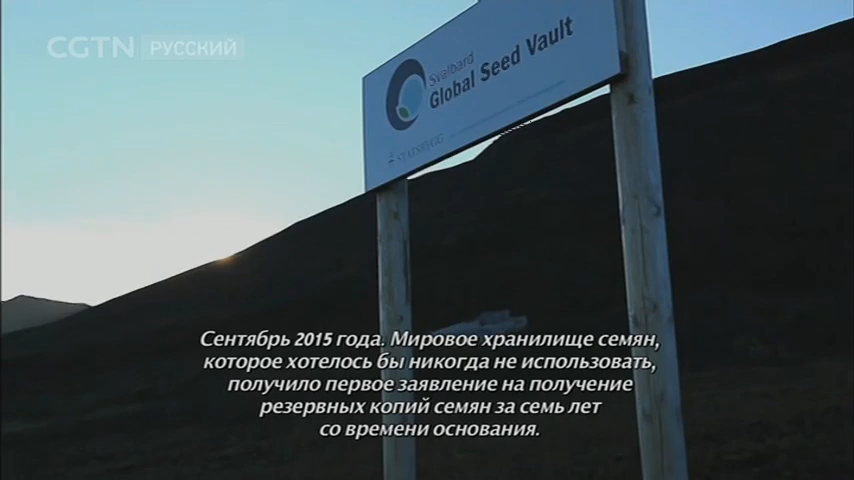 CGTN РУССКИЙ
Svalbard
Global Seed Vault
STATSBYGG
Сентябрь 2015 года. Мировое хранилище семян,
которое хотелось бы никогда не использовать,
получило первое заявление на получение
резервных копий семян за семь лет
со времени основания.